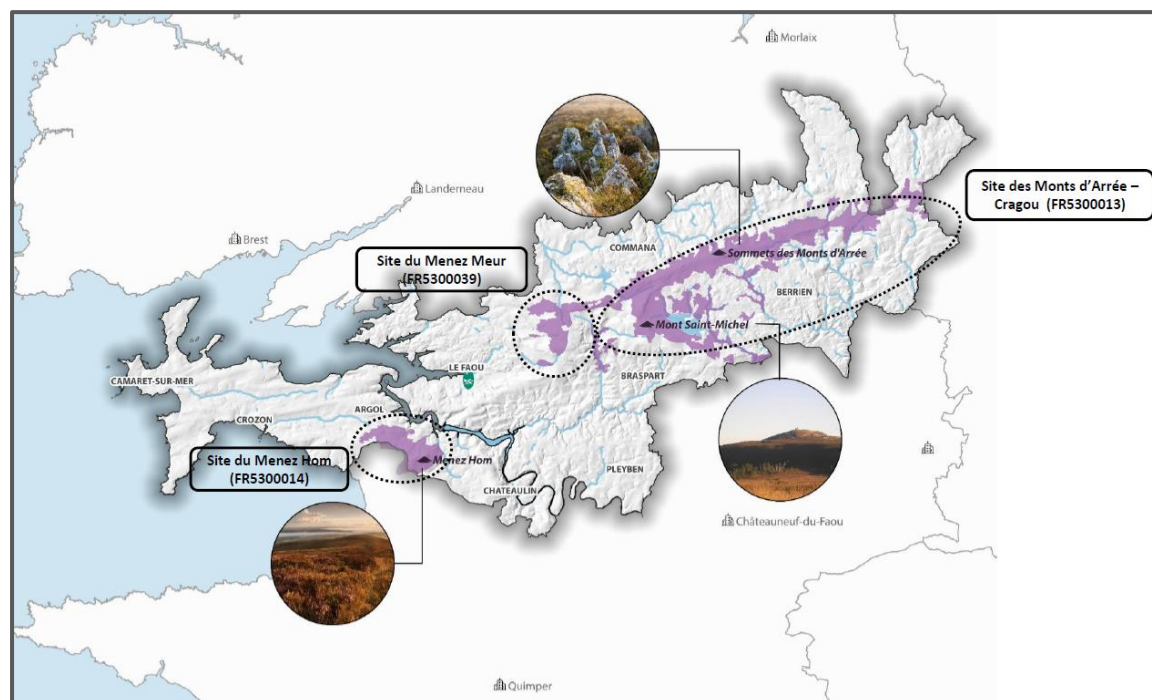 Morlaix
Landerneau
Site des Monts d'Arrée –
Cragou (FR5300013)
Brest
COMMANA
Sommets des Monts d'Arrée
Site du Menez Meur
(FR5300039)
BERRIEN
Mont Saint-Michel
LE FAOU
BRASPART
CAMARET-SUR-MER
ARGOL
CROZON
Site du Menez Hom
(FR5300014)
Menez Hom
PLEYBEN
CHATEAULIN
Châteauneuf-du-Faou
Quimper